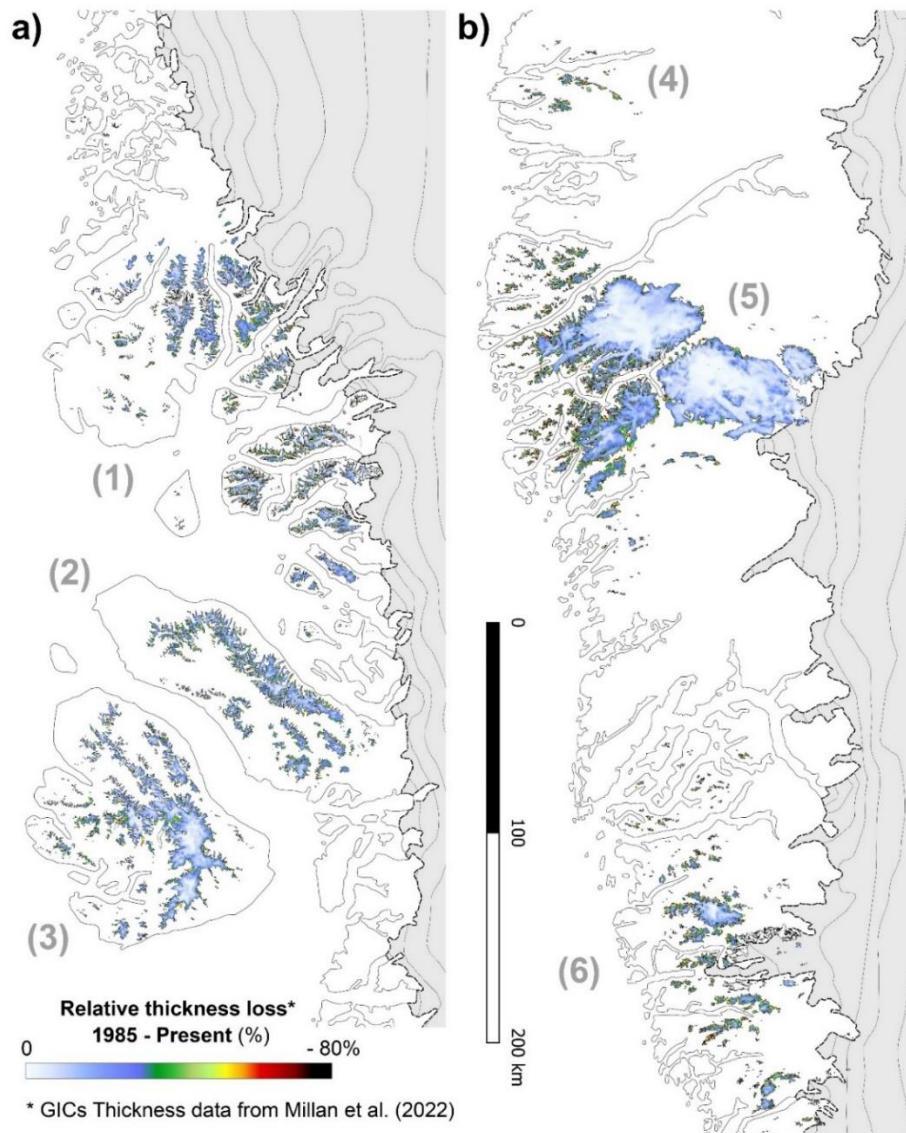 a)
(1)
(2)
(3)
Relative thickness loss*
1985 - Present (%)
0 - 80%
* GICs Thickness data from Millan et al. (2022)
b)
(4)
(5)
0
100
200 km
(6)